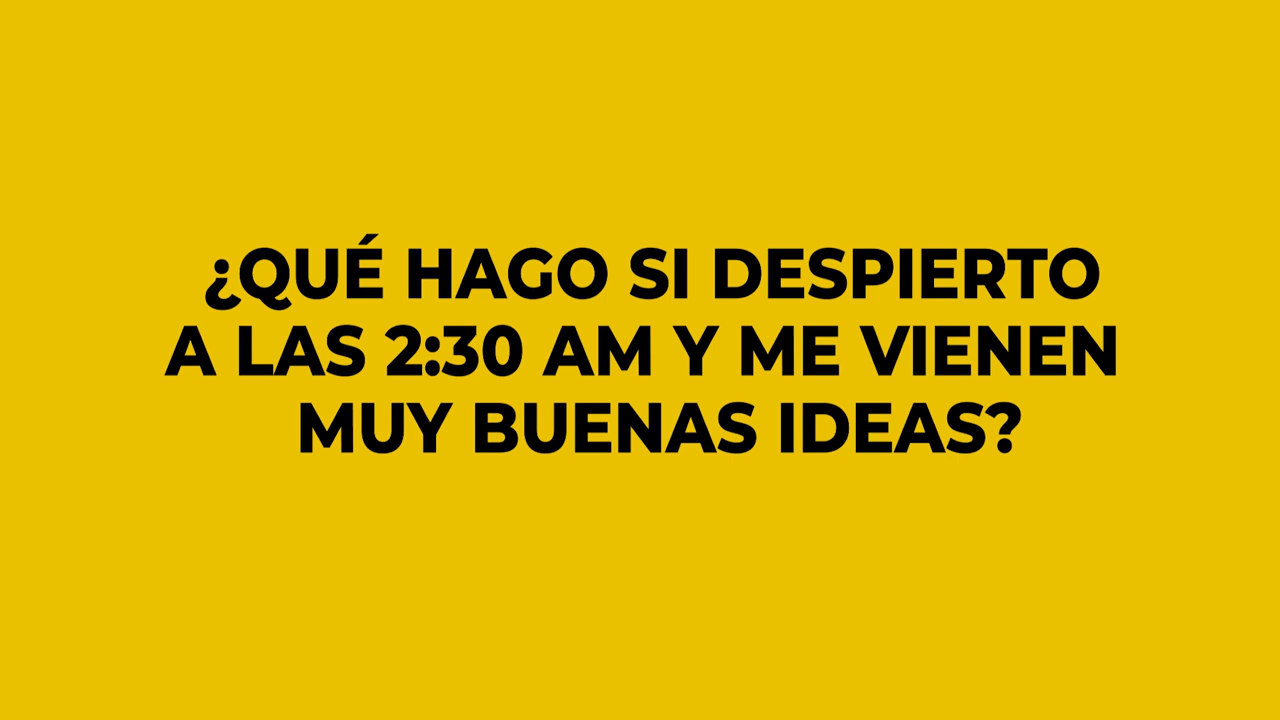 ¿QUÉ HAGO SI DESPIERTO
A LAS 2:30 AM Y ME VIENEN
MUY BUENAS IDEAS?